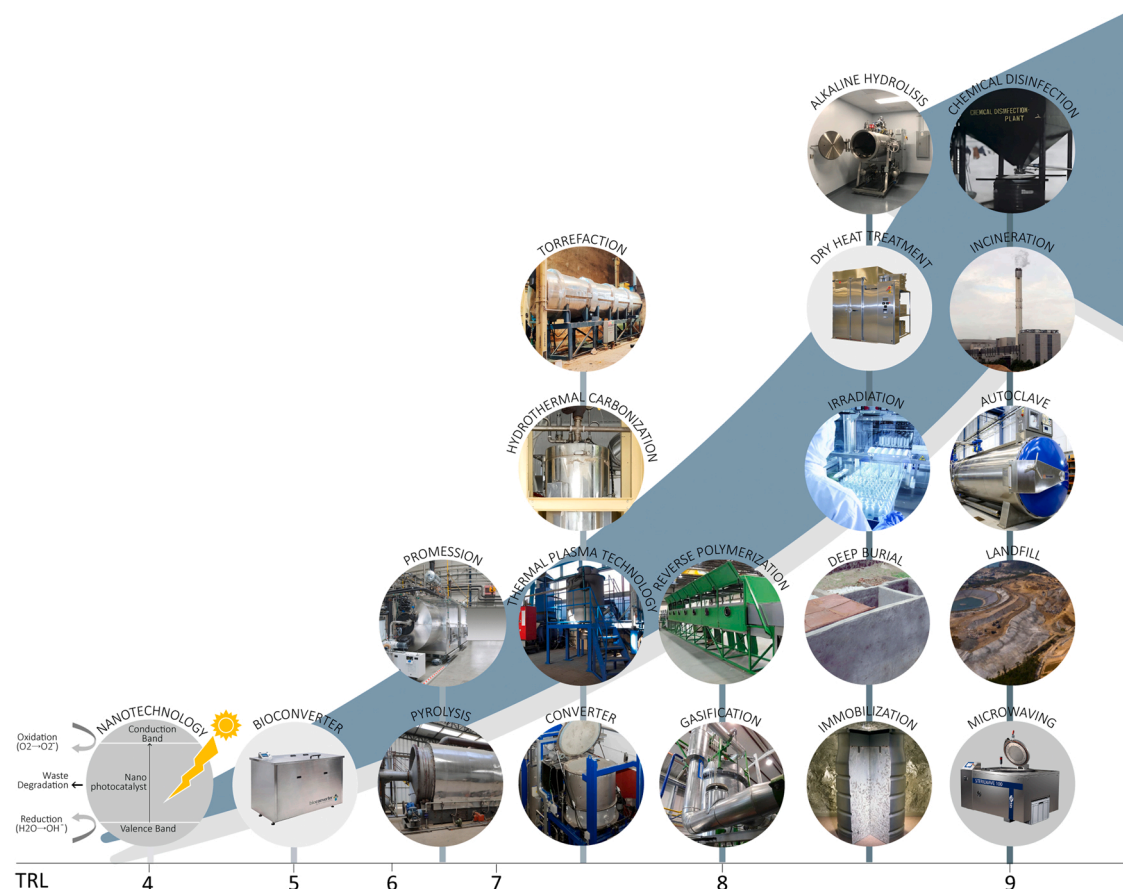 ALKALINE HYDROLISIS
CHEMICAL DISINFECTION
CHEMICAL DISINFECTION
PLANT
TORREFACTION
DRY HEAT TREATMENT
INCINERATION
HYDROTHERMAL CARBONIZATION
IRRADIATION
AUTOCLAVE
PROMESSION
THERMAL PLASMA TECHNOLOGY
REVERSE POLYMERIZATION
DEEP BURIAL
LANDFILL
NANOTECHNOLOGY
BIOCONVERTER
PYROLYSIS
CONVERTER
GASIFICATION
IMMOBILIZATION
MICROWAVING
Oxidation
(O2→O2⁻)
Conduction
Band
Waste
Degradation
Nano
photocatalyst
Reduction
(H2O→OH⁻)
Valence Band
TRL
4
5
6
7
8
9